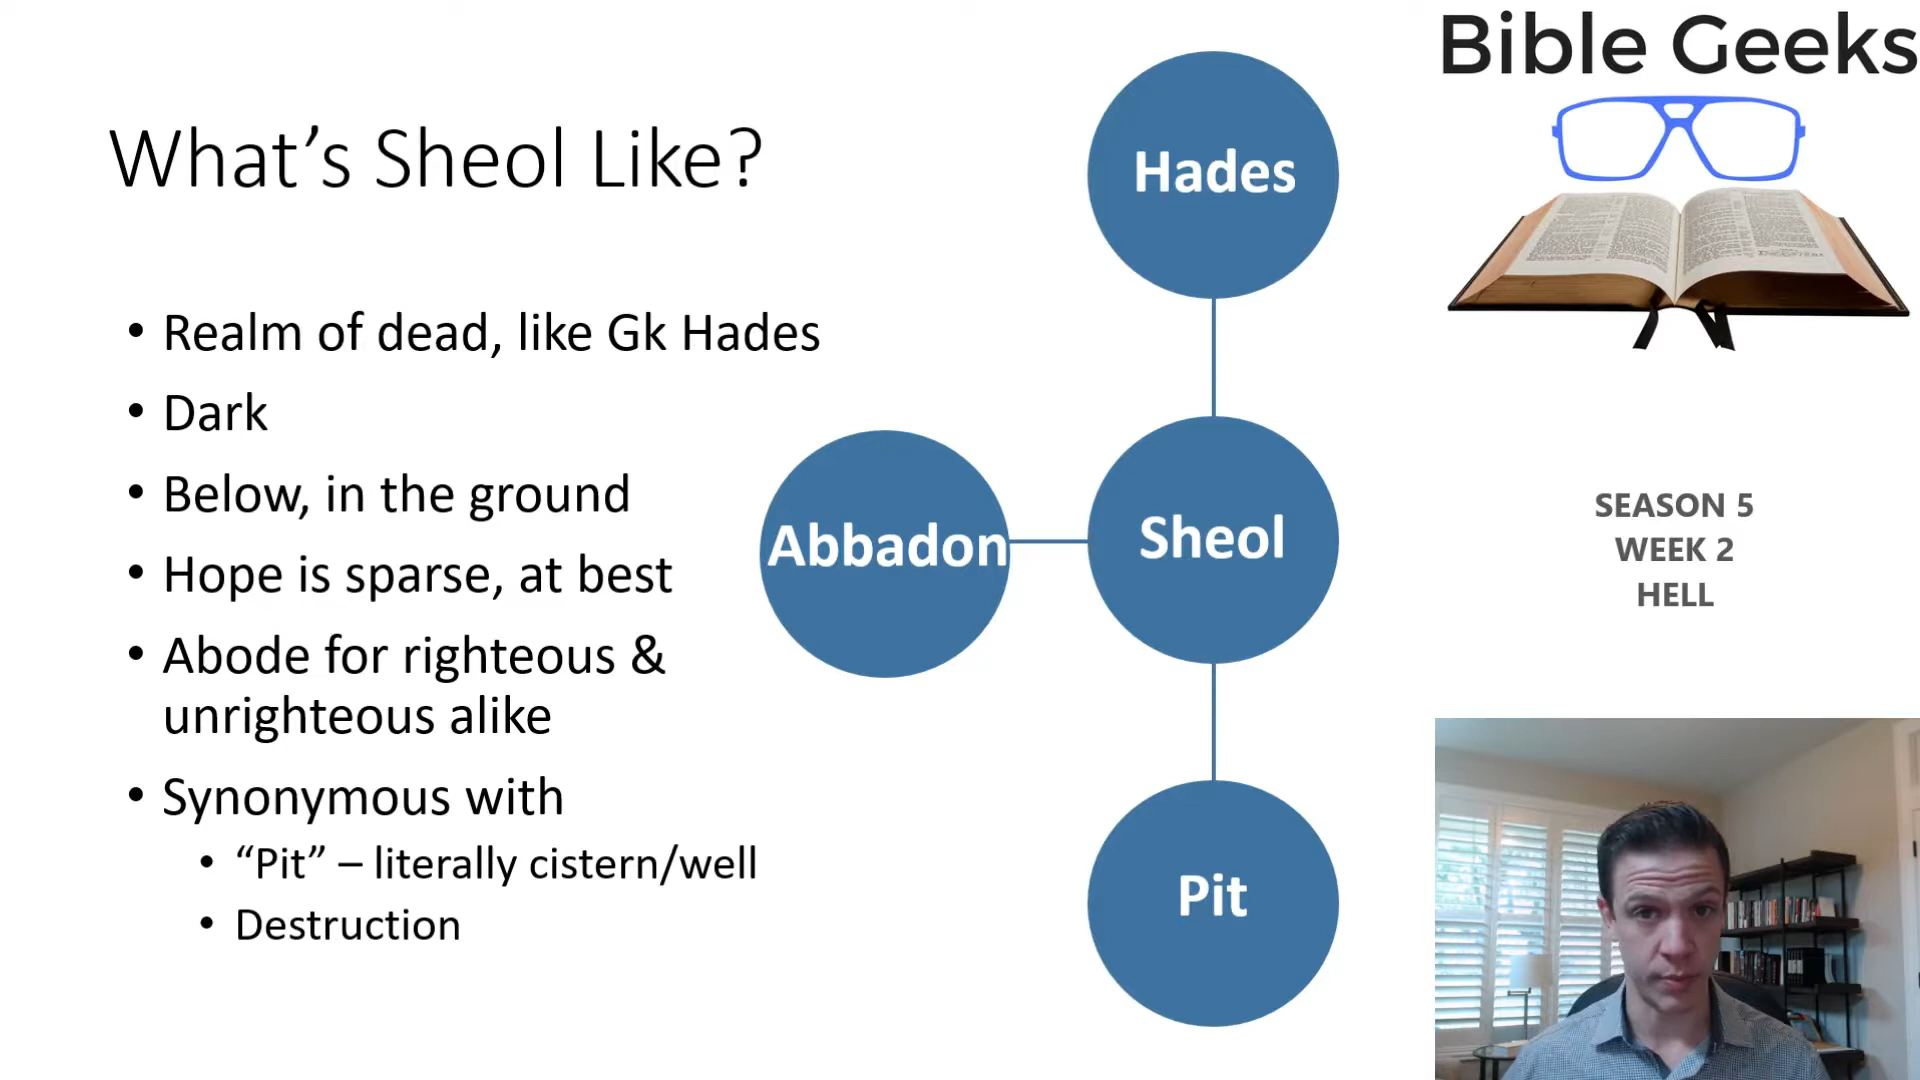 What’s Sheol Like?
• Realm of dead, like Gk Hades
• Dark
• Below, in the ground
• Hope is sparse, at best
• Abode for righteous &
unrighteous alike
• Synonymous with
• “Pit” – literally cistern/well
• Destruction
Hades
Abbadon
Sheol
Pit
Bible Geeks
SEASON 5
WEEK 2
HELL